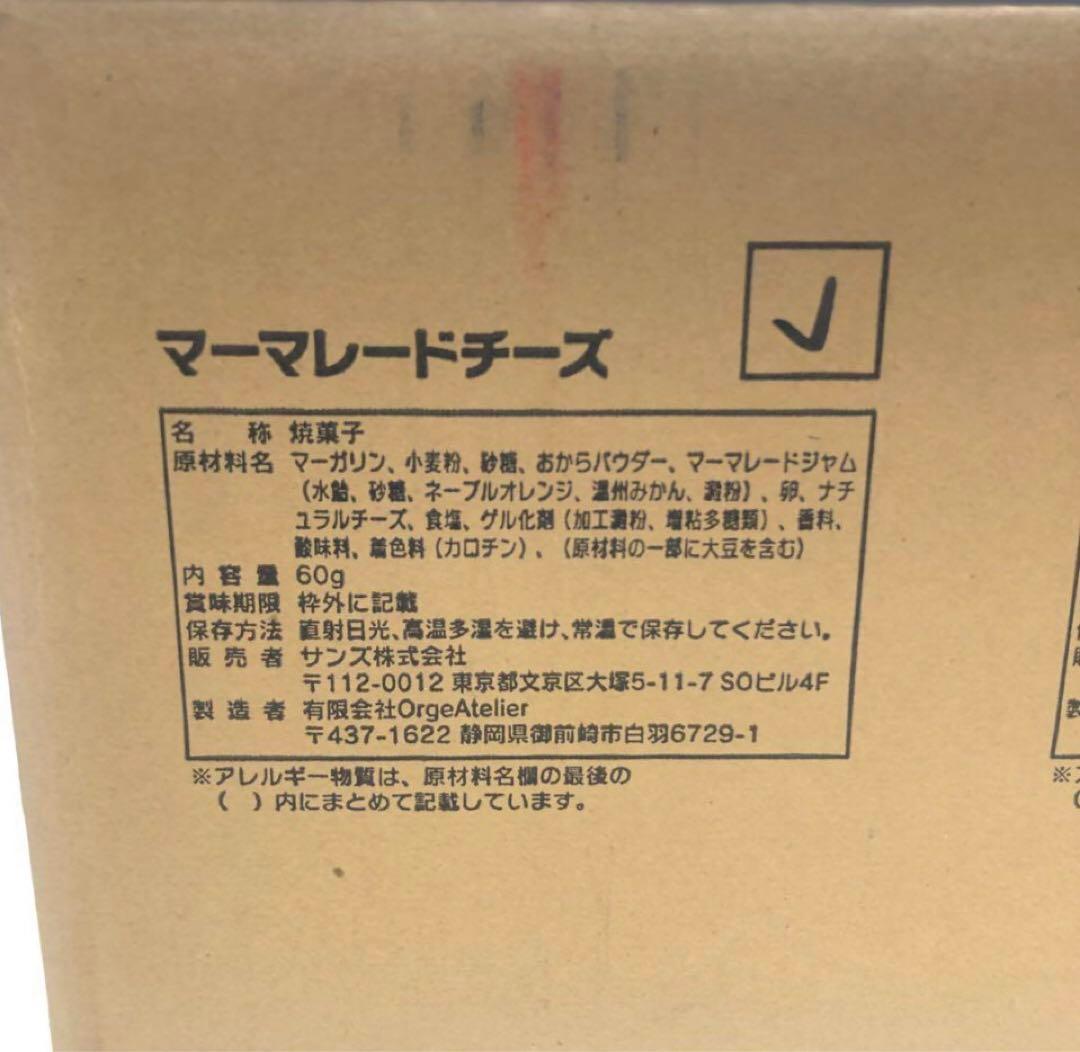 マーマレードチーズ
名称 焼菓子
原材料名 マーガリン、小麦粉、砂糖、おからパウダー、マーマレードジャム
（水飴、砂糖、ネーブルオレンジ、温州みかん、澱粉）、卵、ナチ
ュラルチーズ、食塩、ゲル化剤（加工澱粉、増粘多糖類）、香料、
酸味料、着色料（カロチン）、（原材料の一部に大豆を含む）
内容量 60g
賞味期限 枠外に記載
保存方法 直射日光、高温多湿を避け、常温で保存してください。
販売者 サンズ株式会社
〒112-0012 東京都文京区大塚5-11-7 SOビル4F
製造者 有限会社OrgeAtelier
〒437-1622 静岡県御前崎市白羽6729-1
※アレルギー物質は、原材料名欄の最後の
（　）内にまとめて記載しています。